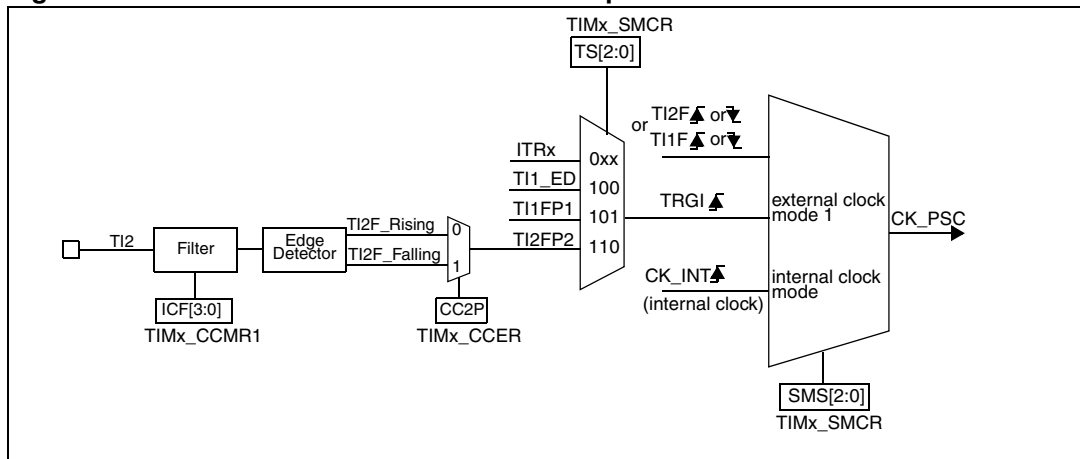 TIMx_SMCR
TS[2:0]
or TI2F or
TI1F or
ITRx
0xx
TI1_ED
100
TI1FP1
101
TI2FP2
110
TRGI
external clock
mode 1
CK_PSC
TI2
Filter
Edge
Detector
TI2F_Rising
TI2F_Falling
0
1
CK_INT
(internal clock)
internal clock
mode
ICF[3:0]
TIMx_CCMR1
CC2P
TIMx_CCER
SMS[2:0]
TIMx_SMCR